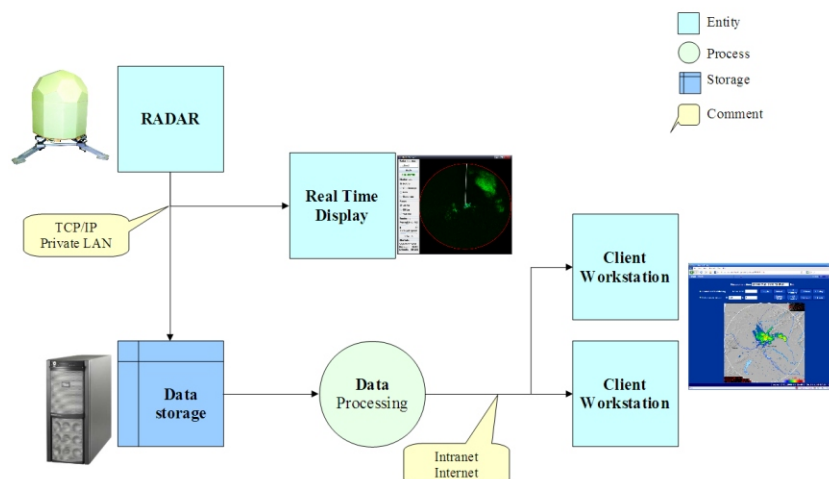 Entity
Process
Storage
Comment
RADAR
TCP/IP
Private LAN
Real Time
Display
Client
Workstation
Data
storage
Data
Processing
Client
Workstation
Intranet
Internet